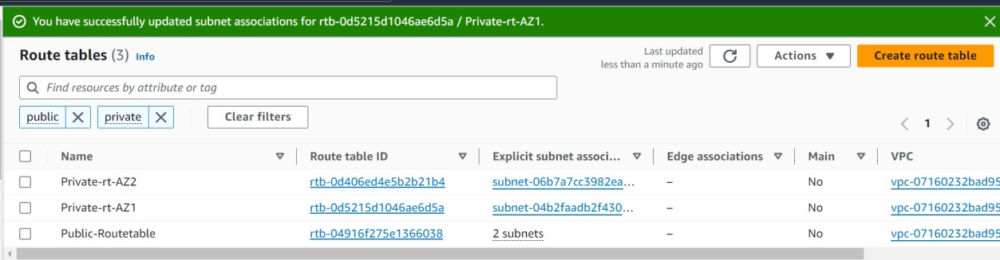 You have successfully updated subnet associations for rtb-0d5215d1046ae6d5a / Private-rt-AZ1.
Route tables (3) Info
Last updated
less than a minute ago
Actions
Create route table
Find resources by attribute or tag
public
private
Clear filters
1
Name Route table ID Explicit subnet associ... Edge associations Main VPC
Private-rt-AZ2 rtb-0d406ed4e5b2b21b4 subnet-06b7a7cc3982ea... – No vpc-07160232bad95
Private-rt-AZ1 rtb-0d5215d1046ae6d5a subnet-04b2faadb2f430... – No vpc-07160232bad95
Public-Routetable rtb-04916f275e1366038 2 subnets – No vpc-07160232bad95